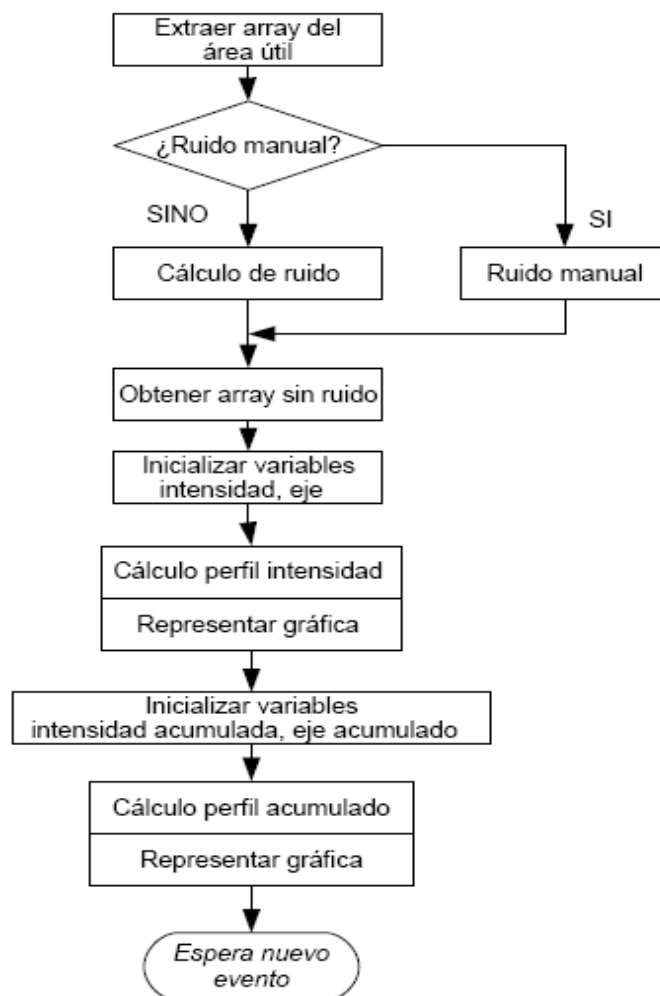 Extraer array del
área útil
¿Ruido manual?
SINO
SI
Cálculo de ruido
Ruido manual
Obtener array sin ruido
Inicializar variables
intensidad, eje
Cálculo perfil intensidad
Representar gráfica
Inicializar variables
intensidad acumulada, eje acumulado
Cálculo perfil acumulado
Representar gráfica
Espera nuevo
evento